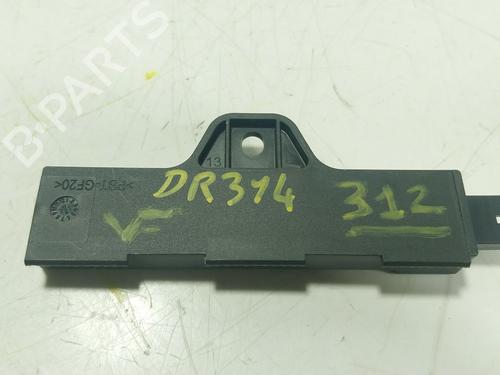 B-PARTS
13
>PBT-GF20<
DR314
312
VF